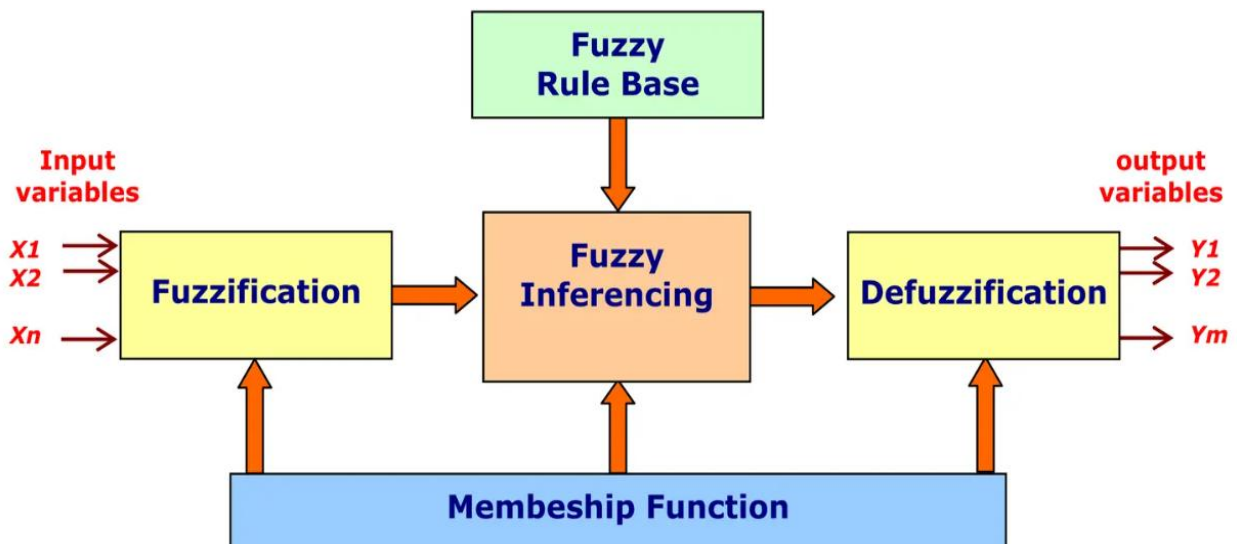 Fuzzy
Rule Base
Input
variables
X1
X2
Xn
Fuzzification
Fuzzy
Inferencing
Defuzzification
output
variables
Y1
Y2
Ym
Membeship Function